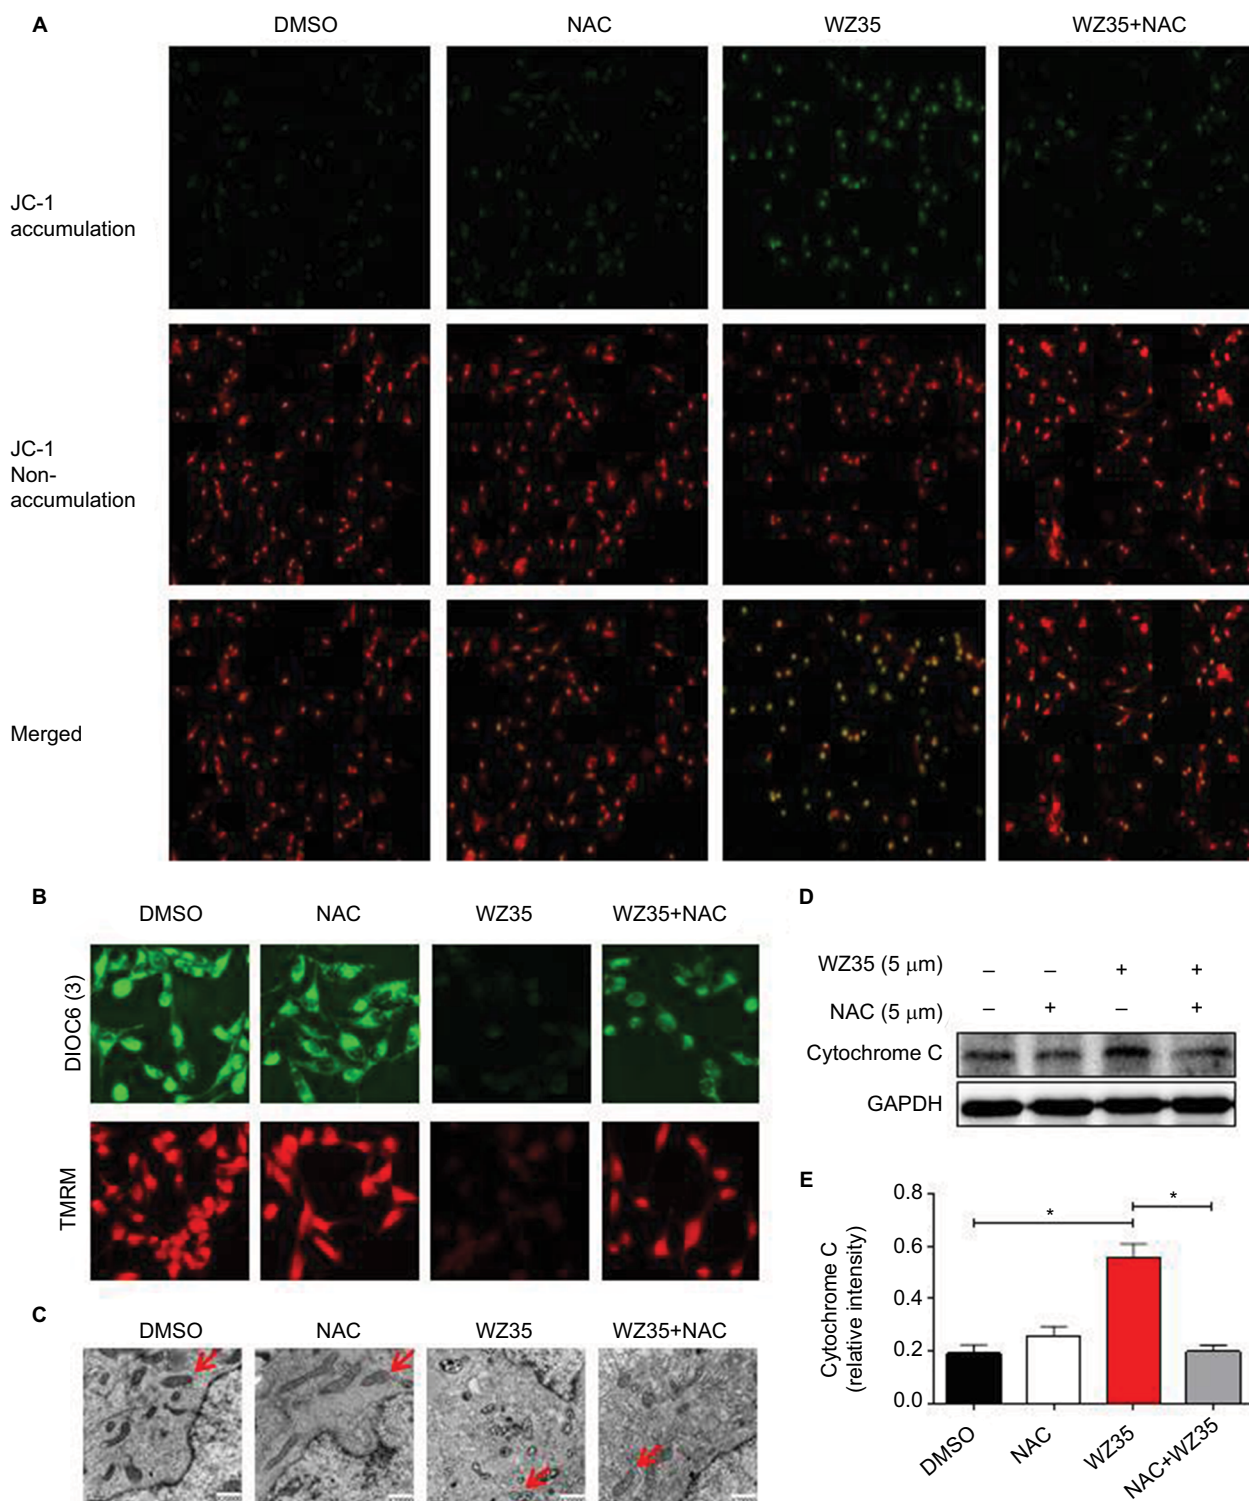 A
DMSO NAC WZ35 WZ35+NAC
JC-1
accumulation
JC-1
Non-
accumulation
Merged
B
DMSO NAC WZ35 WZ35+NAC
DIOC6 (3)
TMRM
C
DMSO NAC WZ35 WZ35+NAC
D
WZ35 (5 μm) – – + +
NAC (5 μm) – + – +
Cytochrome C
GAPDH
E
Cytochrome C
(relative intensity)
0.8
0.6
0.4
0.2
0.0
* *
DMSO NAC WZ35 NAC+WZ35